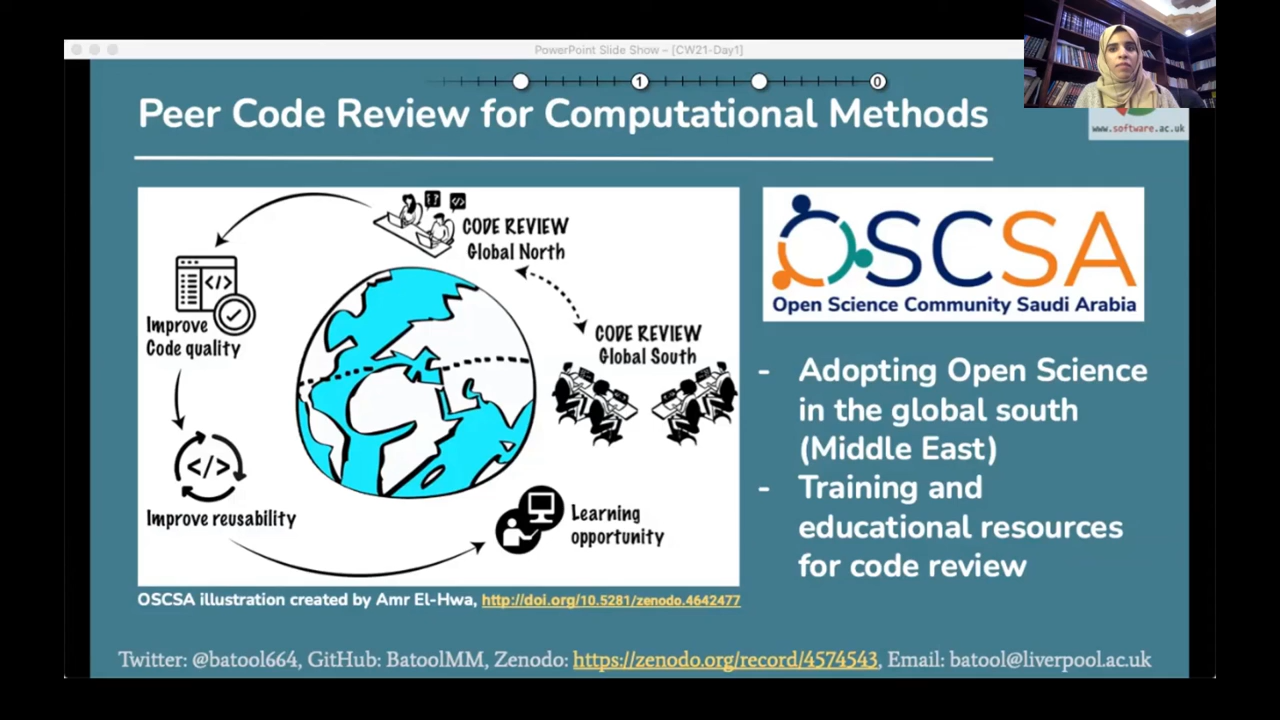 PowerPoint Slide Show – [CW21-Day1]
1
0
Peer Code Review for Computational Methods
www.software.ac.uk
CODE REVIEW
Global North
</>
</>
Improve
Code quality
CODE REVIEW
Global South
</>
Improve reusability
Learning
opportunity
OSCSA
Open Science Community Saudi Arabia
- Adopting Open Science
in the global south
(Middle East)
- Training and
educational resources
for code review
OSCSA illustration created by Amr El-Hwa, http://doi.org/10.5281/zenodo.4642477
Twitter: @batool664, GitHub: BatoolMM, Zenodo: https://zenodo.org/record/4574543, Email: batool@liverpool.ac.uk